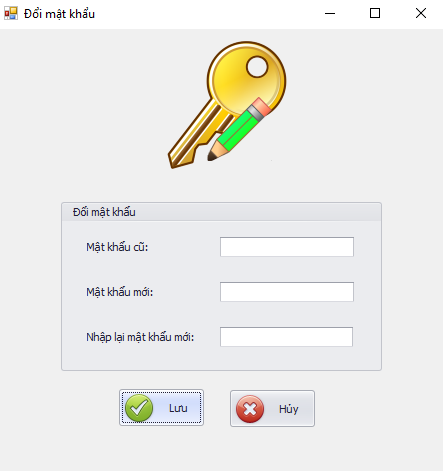 Đổi mật khẩu
Đổi mật khẩu
Mật khẩu cũ:
Mật khẩu mới:
Nhập lại mật khẩu mới:
Lưu
Hủy